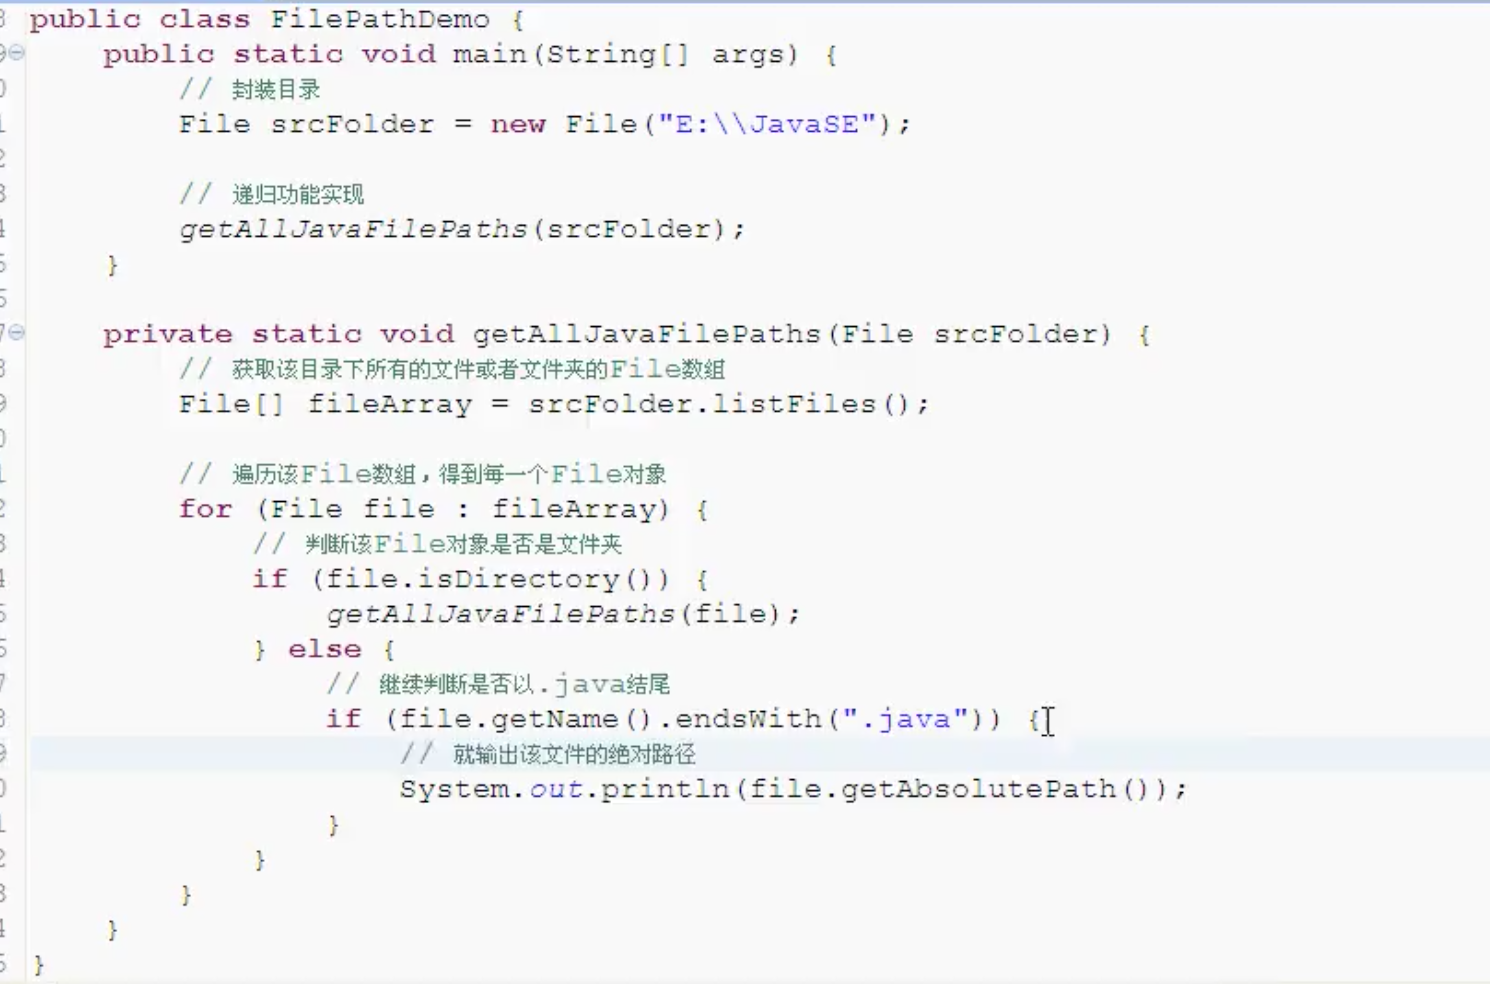 public class FilePathDemo {
public static void main(String[] args) {
// 封装目录
File srcFolder = new File("E:\\JavaSE");
// 递归功能实现
getAllJavaFilePaths(srcFolder);
}
private static void getAllJavaFilePaths(File srcFolder) {
// 获取该目录下所有的文件或者文件夹的File数组
File[] fileArray = srcFolder.listFiles();
// 遍历该File数组，得到每一个File对象
for (File file : fileArray) {
// 判断该File对象是否是文件夹
if (file.isDirectory()) {
getAllJavaFilePaths(file);
} else {
// 继续判断是否以.java结尾
if (file.getName().endsWith(".java")) {
// 就输出该文件的绝对路径
System.out.println(file.getAbsolutePath());
}
}
}
}
}